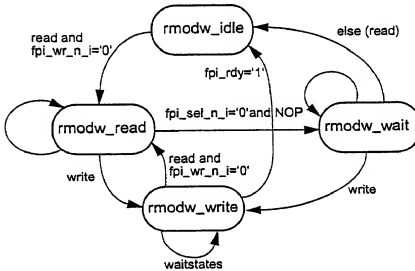 rmodw_idle
else (read)
read and
fpi_wr_n_i='0'
fpi_rdy='1'
fpi_sel_n_i='0'and NOP
rmodw_read
rmodw_wait
read and
fpi_wr_n_i='0'
write
write
rmodw_write
waitstates